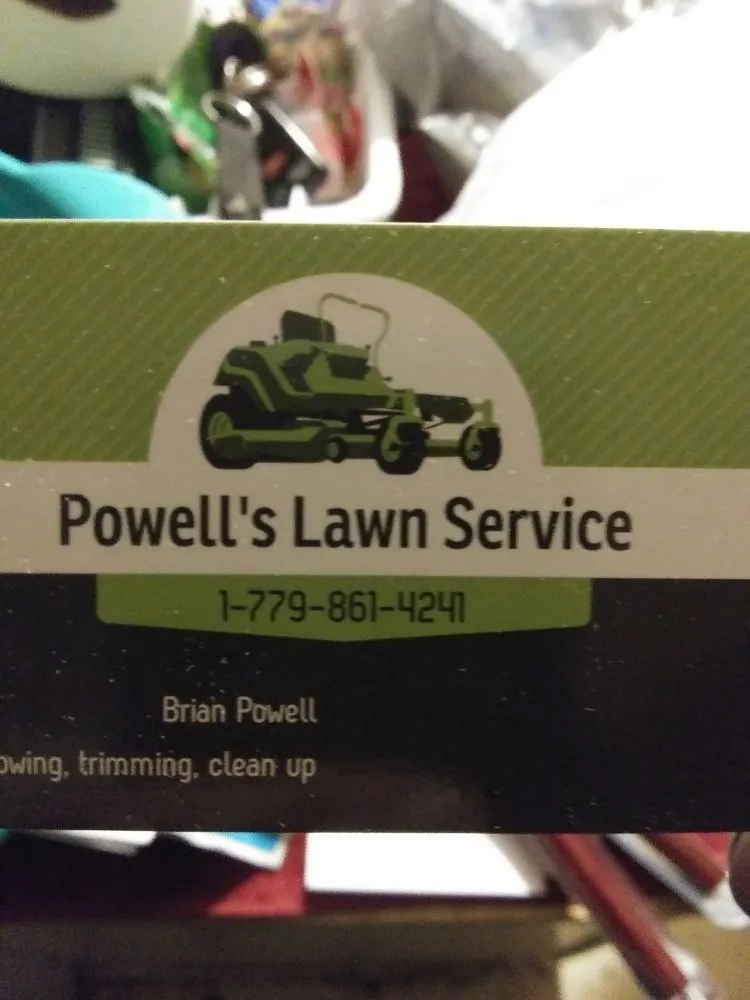 Powell's Lawn Service
1-779-861-4241
Brian Powell
owing, trimming, clean up